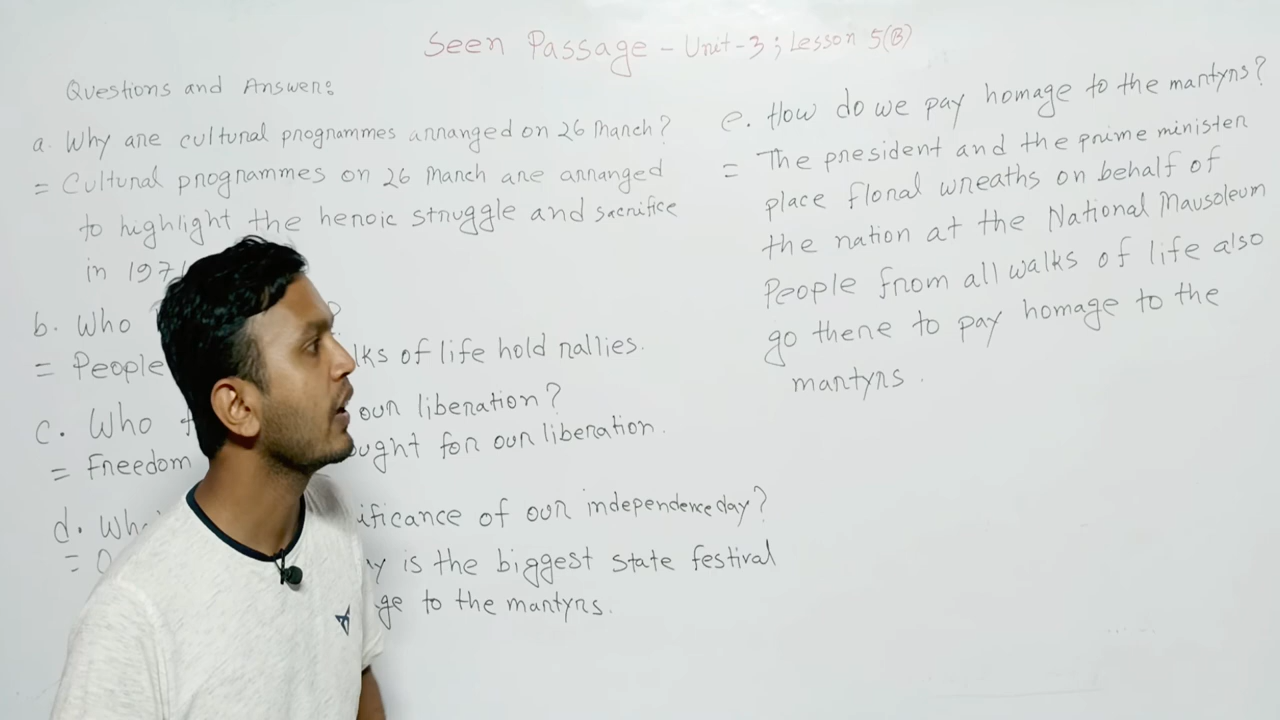 Seen Passage - Unit-3; Lesson 5(B)
Questions and Answer:
a. Why are cultural programmes arranged on 26 March?
= Cultural programmes on 26 March are arranged
to highlight the heroic struggle and sacrifice
in 197
b. Who ?
= People lks of life hold rallies.
c. Who our liberation?
= Freedom ught for our liberation.
d. Wha ificance of our independence day?
= O y is the biggest state festival
ge to the martyrs.
e. How do we pay homage to the martyrs?
= The president and the prime minister
place floral wreaths on behalf of
the nation at the National Mausoleum
People from all walks of life also
go there to pay homage to the
martyrs.